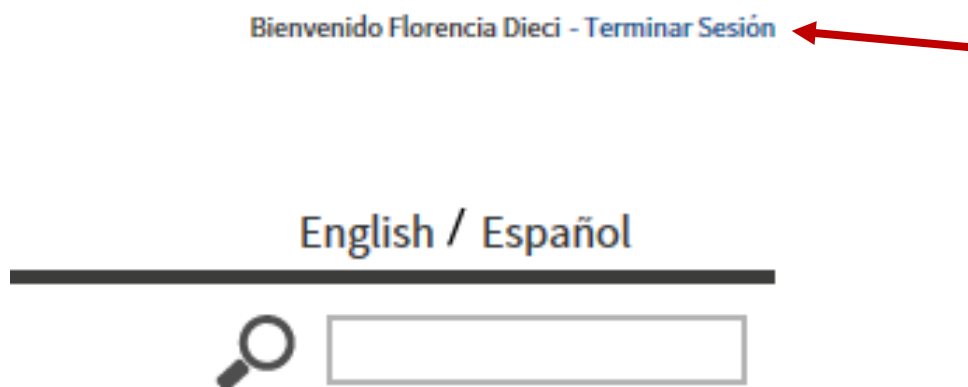 Bienvenido Florencia Dieci - Terminar Sesión
English / Español